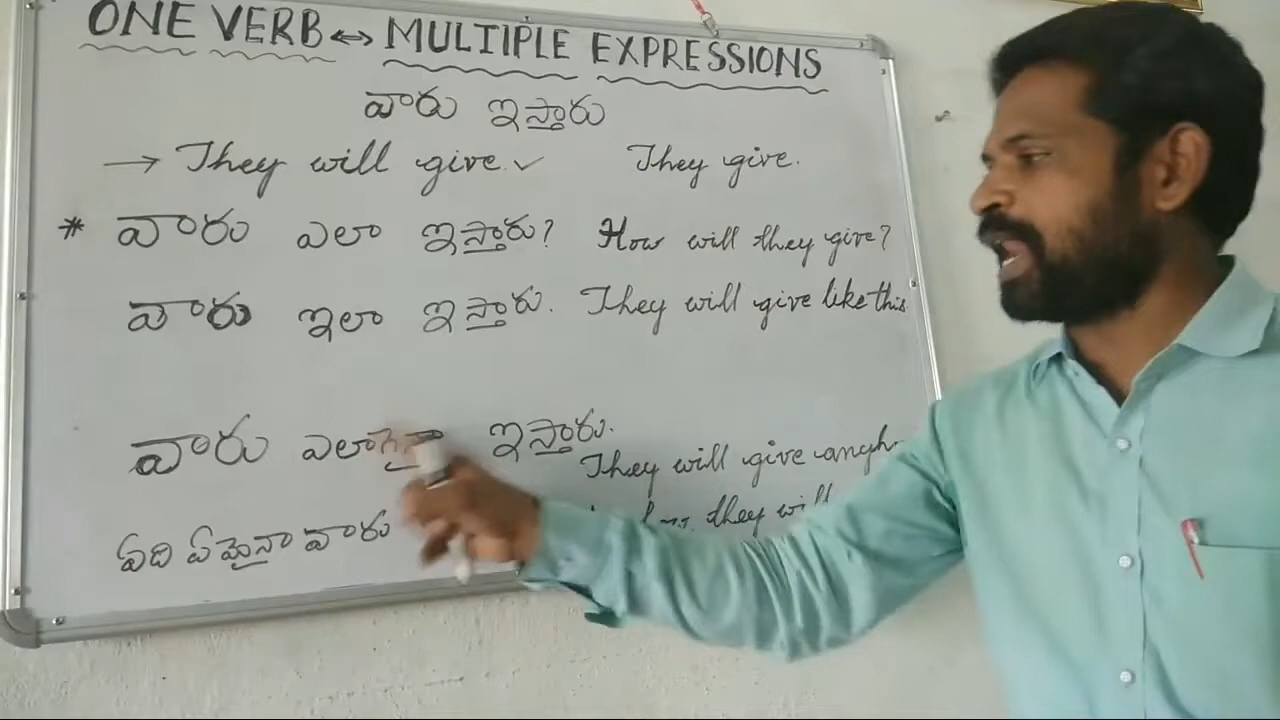 ONE VERB ↔ MULTIPLE EXPRESSIONS
వారు ఇస్తారు
→ They will give. ✓ They give.
* వారు ఎలా ఇస్తారు? How will they give?
వారు ఇలా ఇస్తారు. They will give like this
వారు ఎలాగైనా ఇస్తారు.
They will give
they will
ఏది ఏమైనా వారు